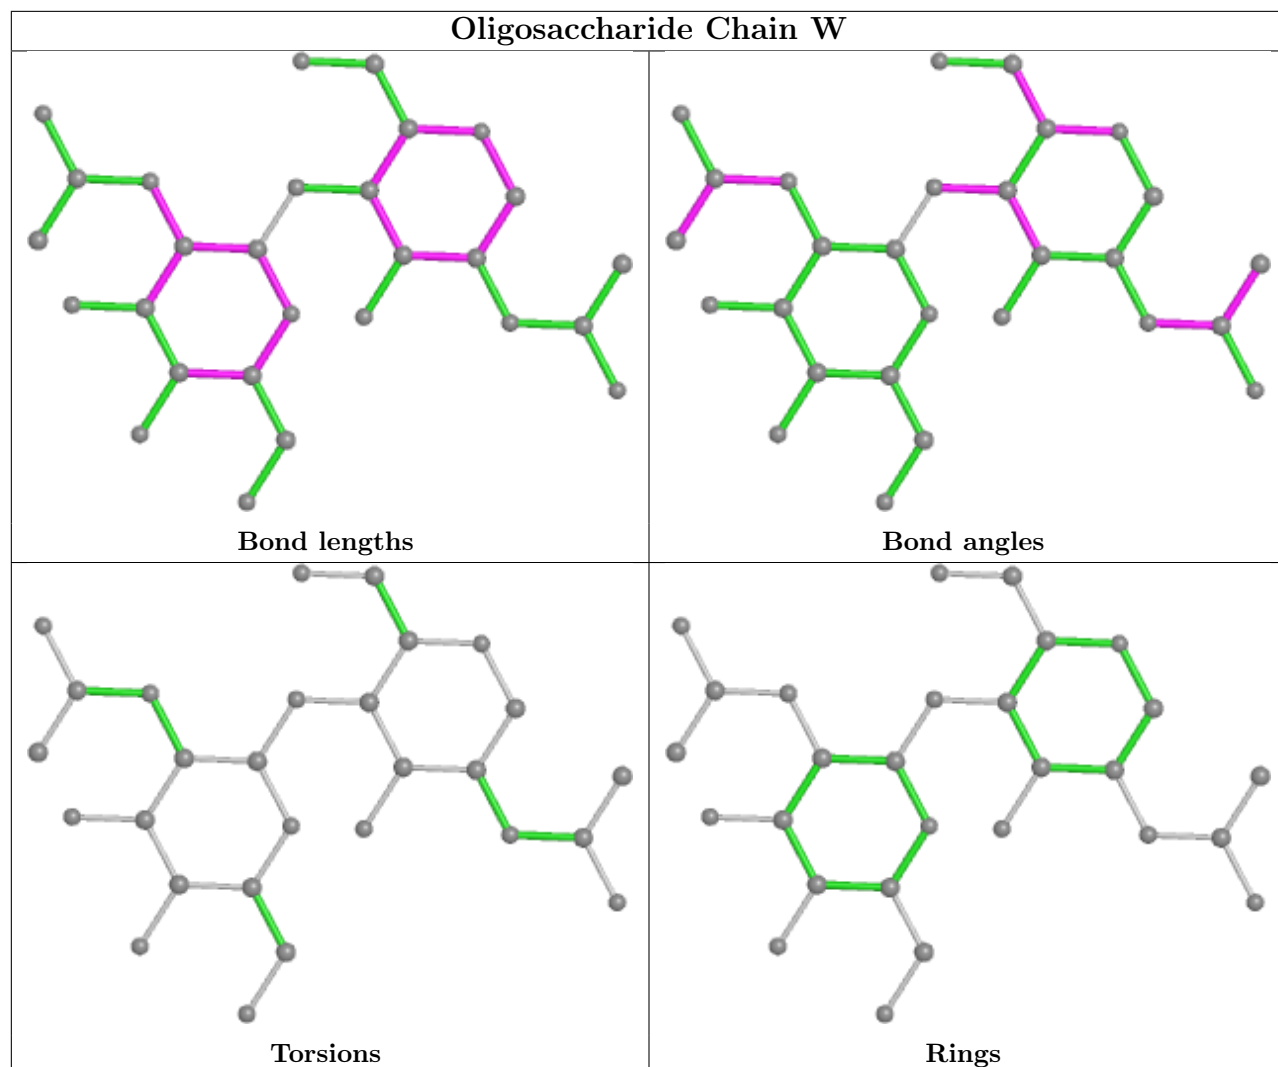 Oligosaccharide Chain W
Bond lengths
Bond angles
Torsions
Rings